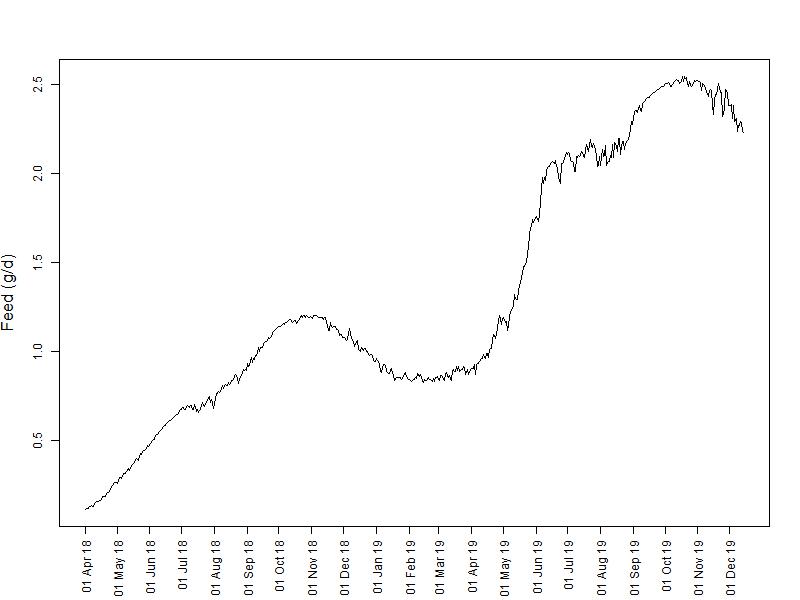 Feed (g/d)
2.5
2.0
1.5
1.0
0.5
01 Apr 18
01 May 18
01 Jun 18
01 Jul 18
01 Aug 18
01 Sep 18
01 Oct 18
01 Nov 18
01 Dec 18
01 Jan 19
01 Feb 19
01 Mar 19
01 Apr 19
01 May 19
01 Jun 19
01 Jul 19
01 Aug 19
01 Sep 19
01 Oct 19
01 Nov 19
01 Dec 19